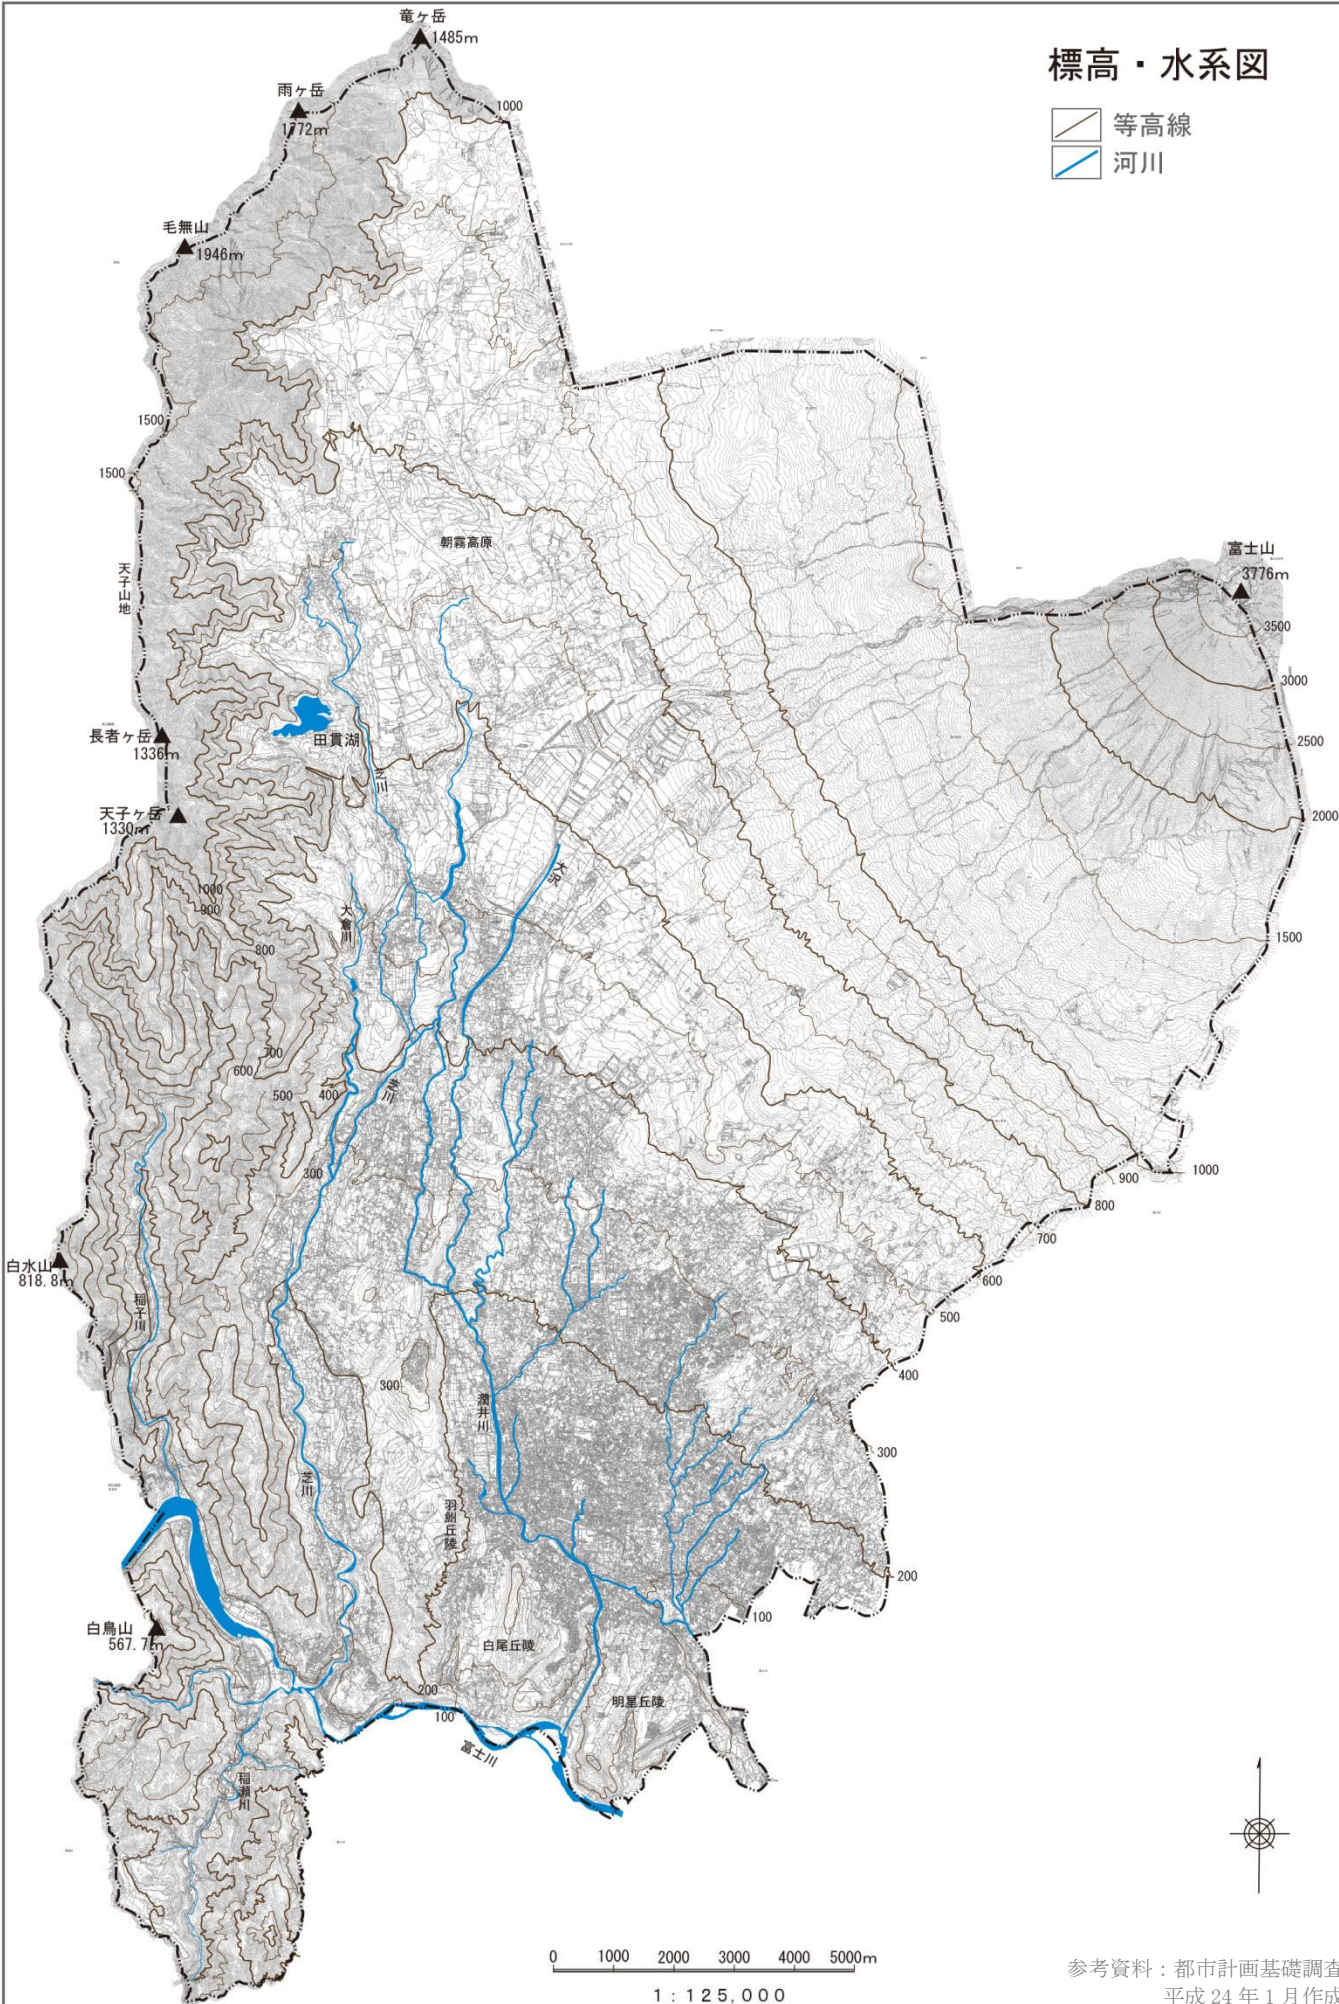 標高・水系図
等高線
河川
竜ヶ岳
1485m
雨ヶ岳
1772m
1000
毛無山
1946m
1500
1500
朝霧高原
天子山地
富士山
3776m
3500
3000
2500
2000
1500
長者ヶ岳
1336m
田貫湖
芝川
天子ヶ岳
1330m
大沢
1000
900
大倉川
800
700
600
500
400
芝川
300
1000
900
800
700
600
500
400
300
200
100
白水山
818.8m
稲子川
300
潤井川
芝川
羽鮒丘陵
白鳥山
567.7m
白尾丘陵
明星丘陵
200
100
富士川
稲瀬川
0 1000 2000 3000 4000 5000m
1:125,000
参考資料：都市計画基礎調査
平成 24 年 1 月作成